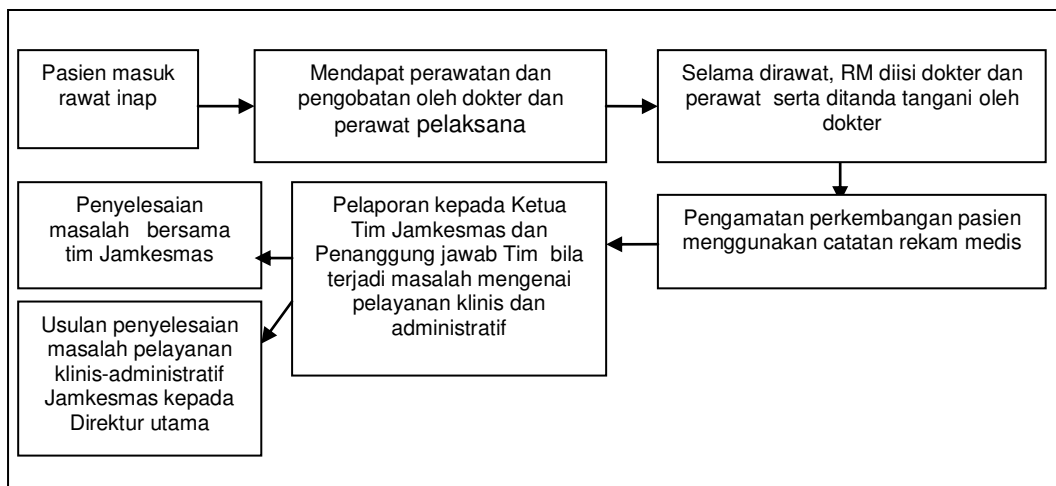 Pasien masuk
rawat inap
Mendapat perawatan dan
pengobatan oleh dokter dan
perawat pelaksana
Selama dirawat, RM diisi dokter dan
perawat serta ditanda tangani oleh
dokter
Pengamatan perkembangan pasien
menggunakan catatan rekam medis
Pelaporan kepada Ketua
Tim Jamkesmas dan
Penanggung jawab Tim bila
terjadi masalah mengenai
pelayanan klinis dan
administratif
Penyelesaian
masalah bersama
tim Jamkesmas
Usulan penyelesaian
masalah pelayanan
klinis-administratif
Jamkesmas kepada
Direktur utama